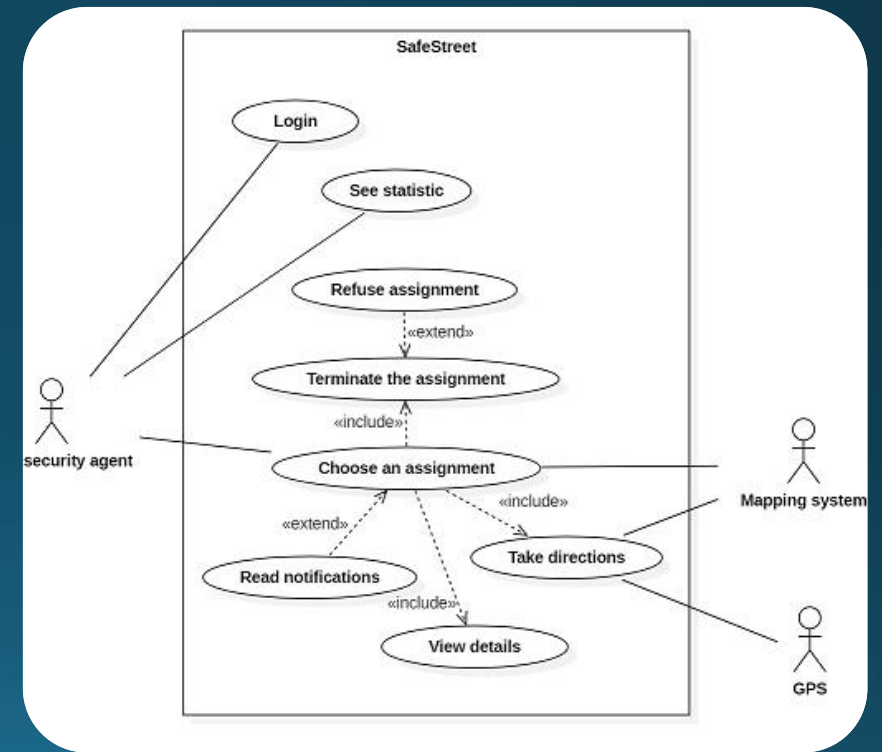 SafeStreet
Login
See statistic
Refuse assignment
«extend»
Terminate the assignment
«include»
security agent
Choose an assignment
Mapping system
«include»
«extend»
Take directions
Read notifications
«include»
View details
GPS